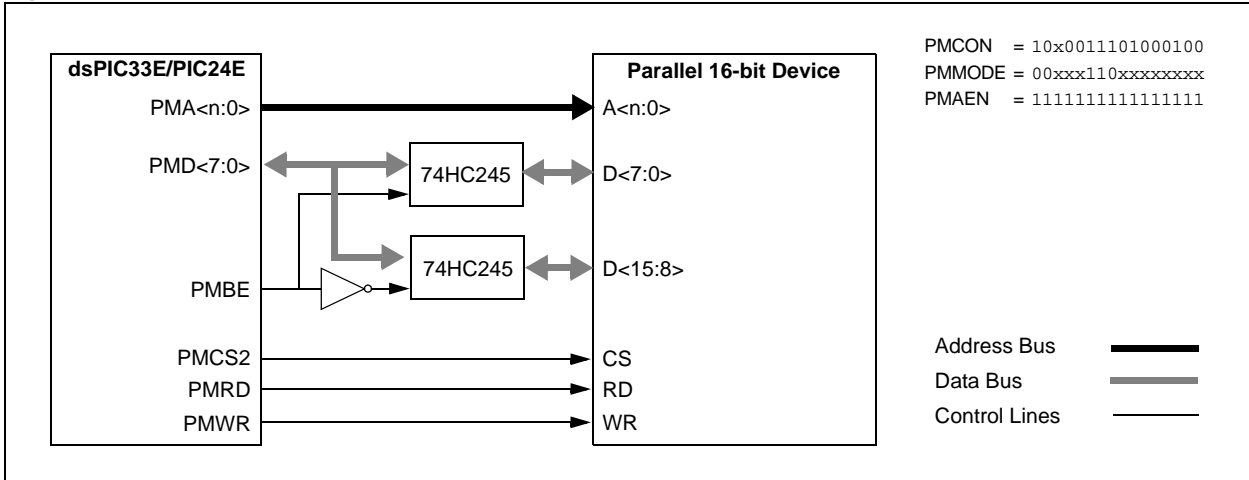 dsPIC33E/PIC24E
PMA<n:0>
PMD<7:0>
PMBE
PMCS2
PMRD
PMWR
74HC245
74HC245
Parallel 16-bit Device
A<n:0>
D<7:0>
D<15:8>
CS
RD
WR
PMCON = 10x0011101000100
PMMODE = 00xxx110xxxxxxxx
PMAEN = 1111111111111111
Address Bus
Data Bus
Control Lines